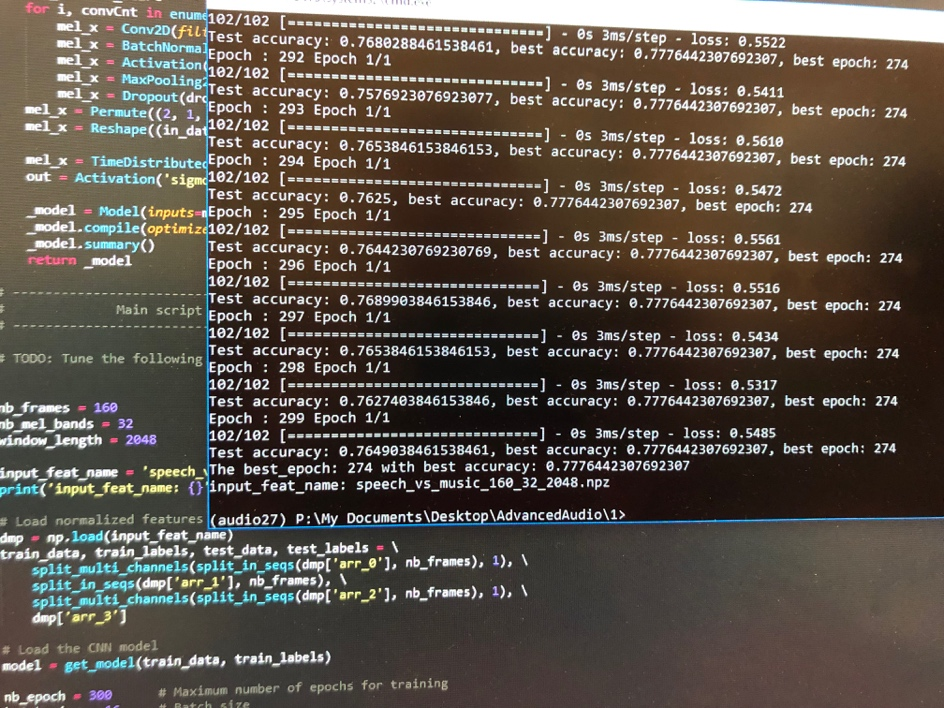 for i, convCnt in enume
mel_x = Conv2D(fil
mel_x = BatchNorma
mel_x = Activation(
mel_x = MaxPooling2
mel_x = Dropout(dro
mel_x = Permute((2, 1,
mel_x = Reshape((in_dat
mel_x = TimeDistributed
out = Activation('sigmo
_model = Model(inputs=m
_model.compile(optimize
_model.summary()
return _model
# ---------------------------
# Main script
# ---------------------------
# TODO: Tune the following
nb_frames = 160
nb_mel_bands = 32
window_length = 2048
input_feat_name = 'speech_v
print('input_feat_name: {}
# Load normalized features
dmp = np.load(input_feat_name)
train_data, train_labels, test_data, test_labels = \
split_multi_channels(split_in_seqs(dmp['arr_0'], nb_frames), 1), \
split_in_seqs(dmp['arr_1'], nb_frames), \
split_multi_channels(split_in_seqs(dmp['arr_2'], nb_frames), 1), \
dmp['arr_3']
# Load the CNN model
model = get_model(train_data, train_labels)
nb_epoch = 300 # Maximum number of epochs for training
# Batch size
102/102 [==============================] - 0s 3ms/step - loss: 0.5522
Test accuracy: 0.7680288461538461, best accuracy: 0.7776442307692307, best epoch: 274
Epoch : 292 Epoch 1/1
102/102 [==============================] - 0s 3ms/step - loss: 0.5411
Test accuracy: 0.7576923076923077, best accuracy: 0.7776442307692307, best epoch: 274
Epoch : 293 Epoch 1/1
102/102 [==============================] - 0s 3ms/step - loss: 0.5610
Test accuracy: 0.7653846153846153, best accuracy: 0.7776442307692307, best epoch: 274
Epoch : 294 Epoch 1/1
102/102 [==============================] - 0s 3ms/step - loss: 0.5472
Test accuracy: 0.7625, best accuracy: 0.7776442307692307, best epoch: 274
Epoch : 295 Epoch 1/1
102/102 [==============================] - 0s 3ms/step - loss: 0.5561
Test accuracy: 0.7644230769230769, best accuracy: 0.7776442307692307, best epoch: 274
Epoch : 296 Epoch 1/1
102/102 [==============================] - 0s 3ms/step - loss: 0.5516
Test accuracy: 0.7689903846153846, best accuracy: 0.7776442307692307, best epoch: 274
Epoch : 297 Epoch 1/1
102/102 [==============================] - 0s 3ms/step - loss: 0.5434
Test accuracy: 0.7653846153846153, best accuracy: 0.7776442307692307, best epoch: 274
Epoch : 298 Epoch 1/1
102/102 [==============================] - 0s 3ms/step - loss: 0.5317
Test accuracy: 0.7627403846153846, best accuracy: 0.7776442307692307, best epoch: 274
Epoch : 299 Epoch 1/1
102/102 [==============================] - 0s 3ms/step - loss: 0.5485
Test accuracy: 0.7649038461538461, best accuracy: 0.7776442307692307, best epoch: 274
The best_epoch: 274 with best accuracy: 0.7776442307692307
input_feat_name: speech_vs_music_160_32_2048.npz
(audio27) P:\My Documents\Desktop\AdvancedAudio\1>